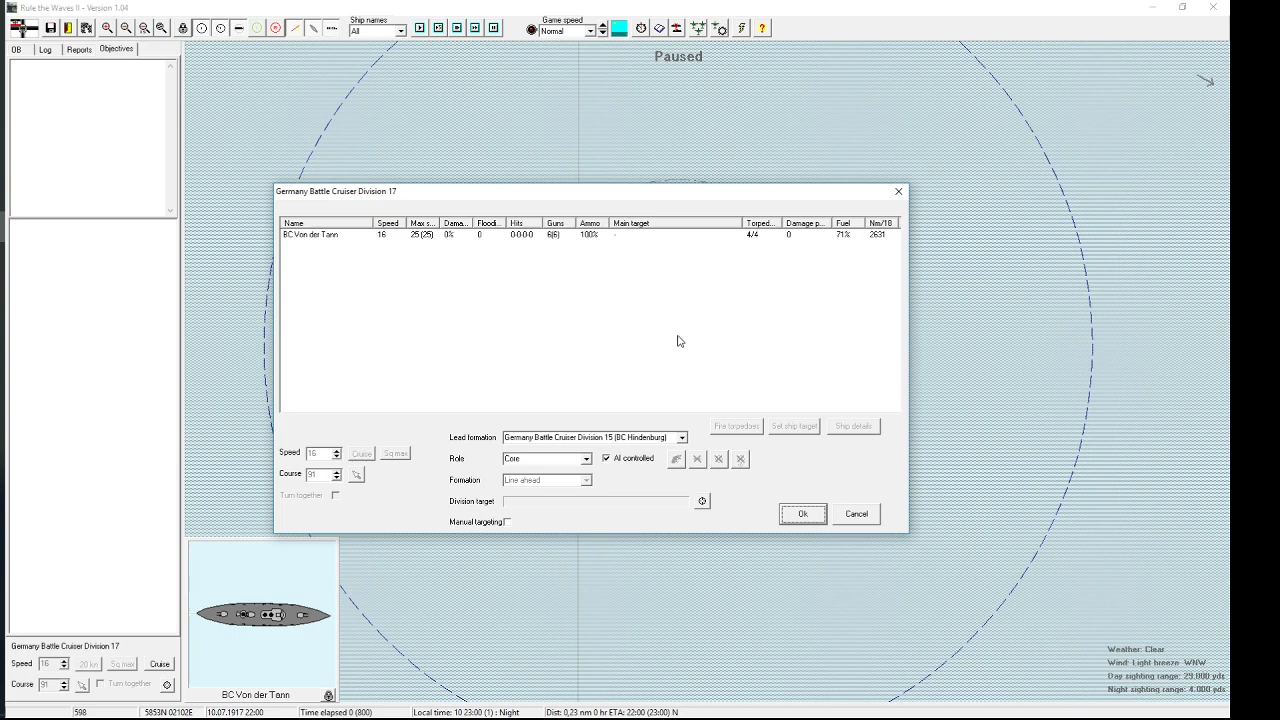 Rule the Waves II - Version 1.04
Ship names
All
Game speed
Normal
OB Log Reports Objectives
Paused
Germany Battle Cruiser Division 17
Name Speed Max s... Dama... Floodi... Hits Guns Ammo Main target Torped... Damage p... Fuel Nm/18
BC Von der Tann 16 25 (25) 0% 0 0-0-0-0 6(6) 100% - 4/4 0 71% 2631
Fire torpedoes Set ship target Ship details
Lead formation Germany Battle Cruiser Division 15 (BC Hindenburg)
Speed 16 Cruise Sq max
Role Core AI controlled
Course 91
Formation Line ahead
Turn together
Division target
Manual targeting
Ok Cancel
Germany Battle Cruiser Division 17
Speed 16 20 kn Sq max Cruise
Course 91 Turn together
BC Von der Tann
Weather: Clear
Wind: Light breeze WNW
Day sighting range: 29.000 yds
Night sighting range: 4.000 yds
598 5853N 02102E 10.07.1917 22:00 Time elapsed 0 (800) Local time: 10 23:00 (1) : Night Dist: 0,23 nm 0 hr ETA: 22:00 (23:00) N